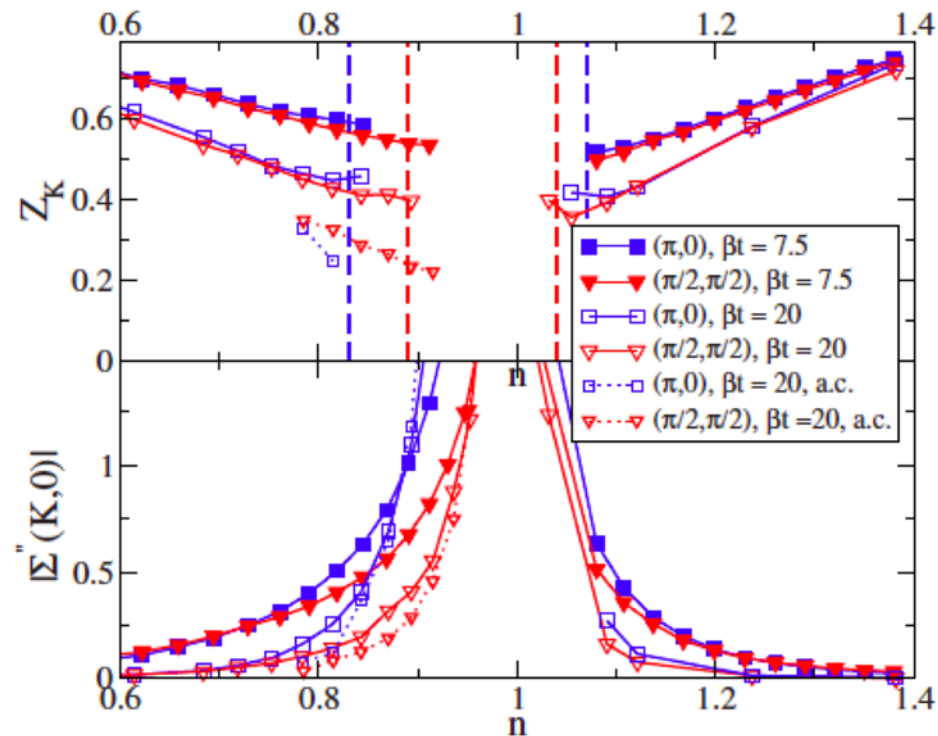 0.6 0.8 1 1.2 1.4
Z_K
0.6
0.4
0.2
0
(π,0), βt = 7.5
(π/2,π/2), βt = 7.5
(π,0), βt = 20
(π/2,π/2), βt = 20
(π,0), βt = 20, a.c.
(π/2,π/2), βt =20, a.c.
n
|Σ"(K,0)|
1
0.5
0
0.6 0.8 1 1.2 1.4
n